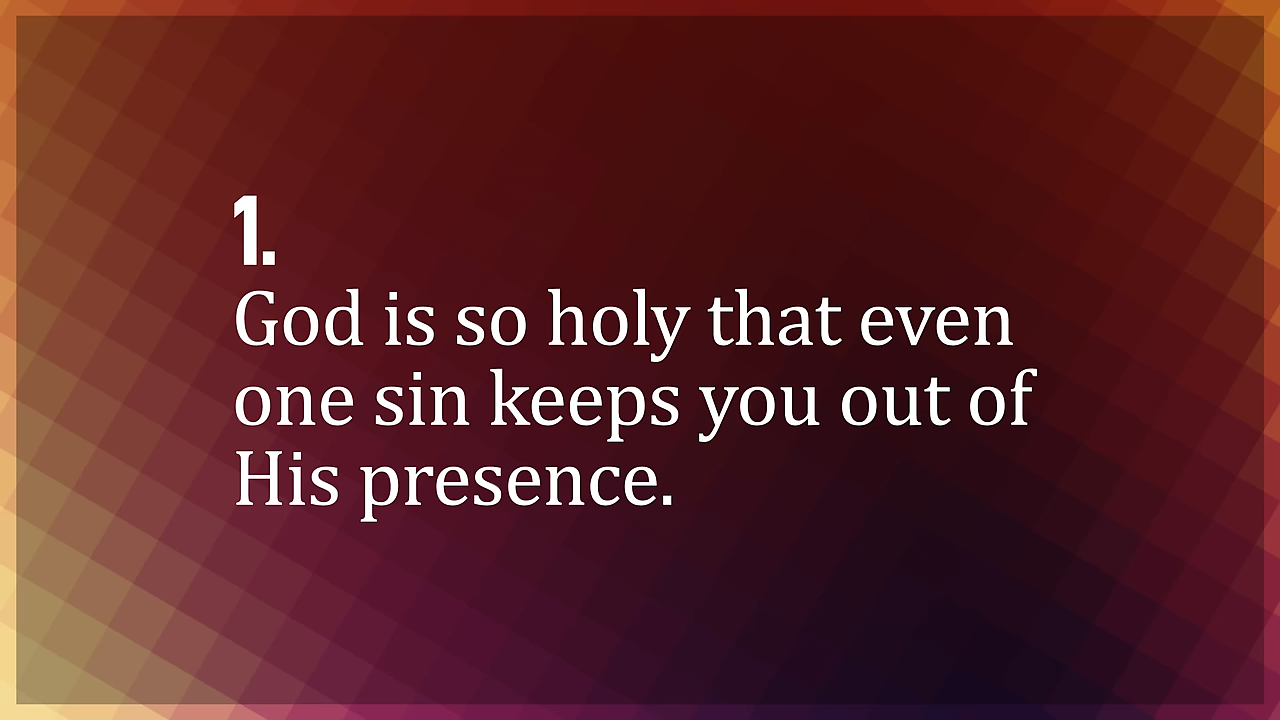 1.
God is so holy that even
one sin keeps you out of
His presence.